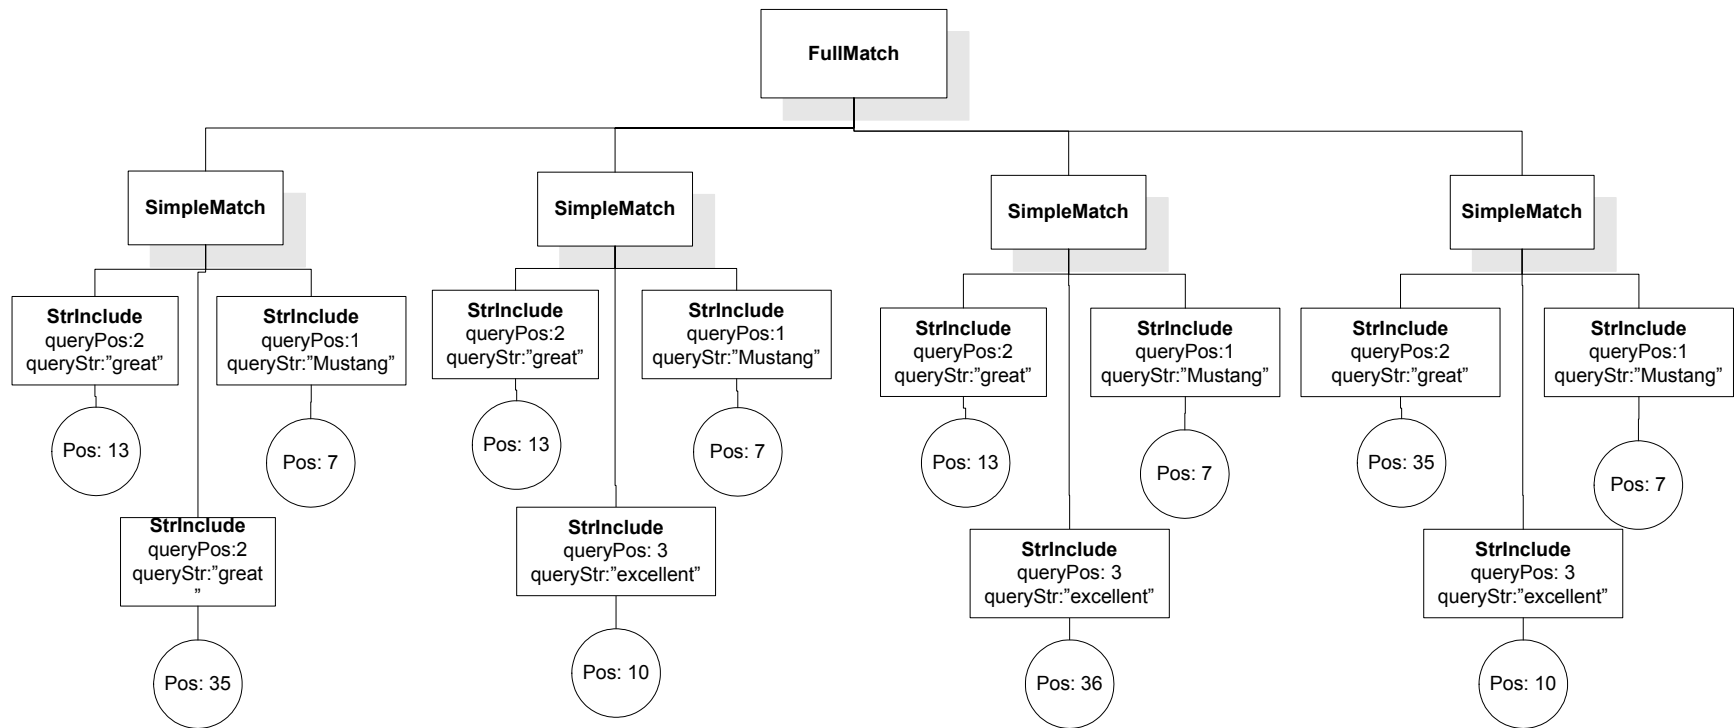 FullMatch
SimpleMatch
SimpleMatch
SimpleMatch
SimpleMatch
StrInclude
queryPos:2
queryStr:”great”
StrInclude
queryPos:1
queryStr:”Mustang”
StrInclude
queryPos:2
queryStr:”great”
StrInclude
queryPos:1
queryStr:”Mustang”
StrInclude
queryPos:2
queryStr:”great”
StrInclude
queryPos:1
queryStr:”Mustang”
StrInclude
queryPos:2
queryStr:”great”
StrInclude
queryPos:1
queryStr:”Mustang”
Pos: 13
Pos: 7
Pos: 13
Pos: 7
Pos: 13
Pos: 7
Pos: 35
Pos: 7
StrInclude
queryPos:2
queryStr:”great
”
StrInclude
queryPos: 3
queryStr:”excellent”
StrInclude
queryPos: 3
queryStr:”excellent”
StrInclude
queryPos: 3
queryStr:”excellent”
Pos: 35
Pos: 10
Pos: 36
Pos: 10